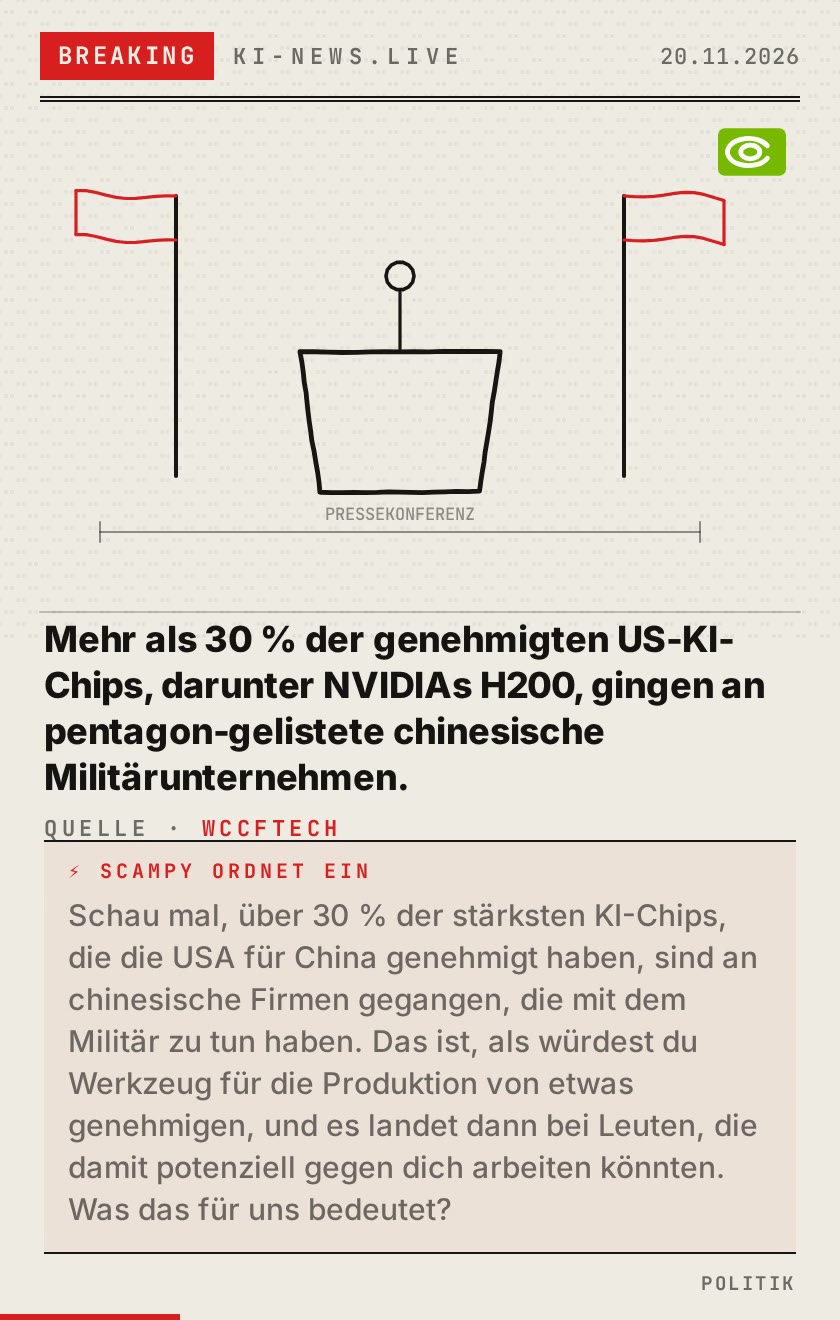 BREAKING KI-NEWS.LIVE 20.11.2026
PRESSEKONFERENZ
Mehr als 30 % der genehmigten US-KI-
Chips, darunter NVIDIAs H200, gingen an
pentagon-gelistete chinesische
Militärunternehmen.
QUELLE · WCCFTECH
⚡ SCAMPY ORDNET EIN
Schau mal, über 30 % der stärksten KI-Chips,
die die USA für China genehmigt haben, sind an
chinesische Firmen gegangen, die mit dem
Militär zu tun haben. Das ist, als würdest du
Werkzeug für die Produktion von etwas
genehmigen, und es landet dann bei Leuten, die
damit potenziell gegen dich arbeiten könnten.
Was das für uns bedeutet?
POLITIK